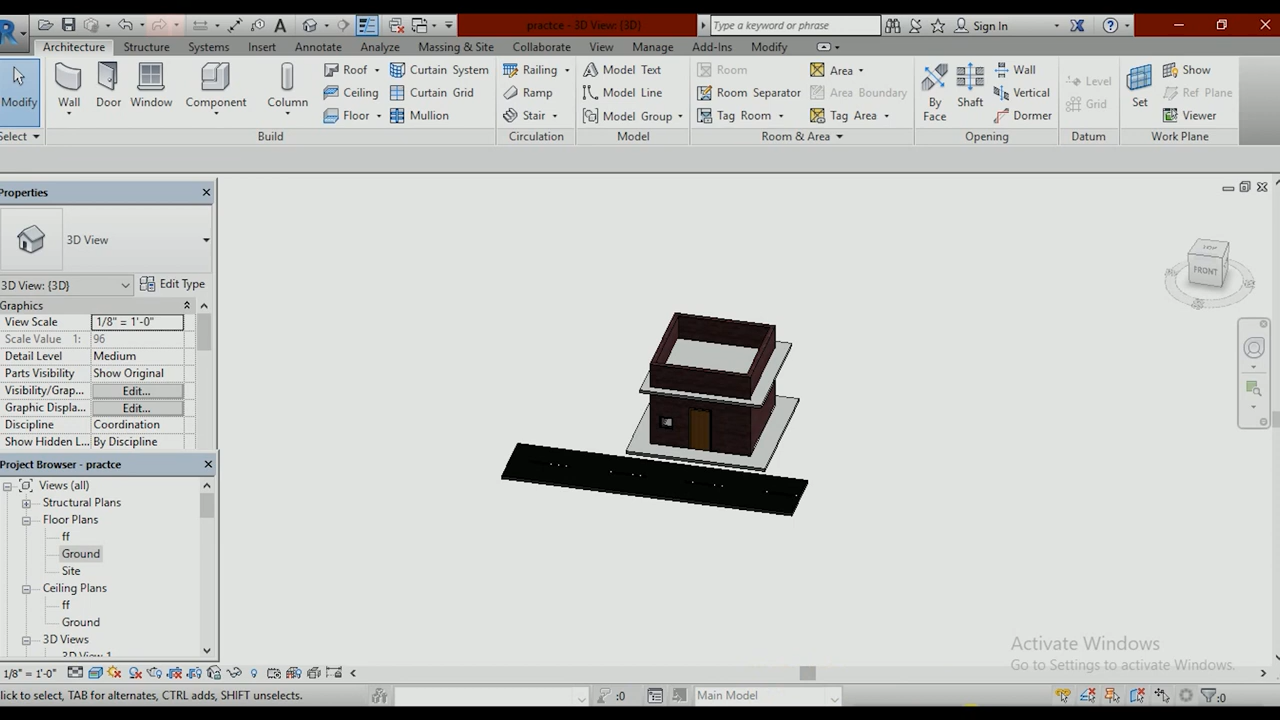 practce - 3D View: {3D}
Type a keyword or phrase
Sign In
Architecture Structure Systems Insert Annotate Analyze Massing & Site Collaborate View Manage Add-Ins Modify
Modify
Wall
Door
Window
Component
Column
Roof
Ceiling
Floor
Curtain System
Curtain Grid
Mullion
Railing
Ramp
Stair
Model Text
Model Line
Model Group
Room
Room Separator
Tag Room
Area
Area Boundary
Tag Area
By Face
Shaft
Wall
Vertical
Dormer
Level
Grid
Set
Show
Ref Plane
Viewer
Select Build Circulation Model Room & Area Opening Datum Work Plane
Properties
3D View
3D View: {3D} Edit Type
Graphics
View Scale 1/8" = 1'-0"
Scale Value 1: 96
Detail Level Medium
Parts Visibility Show Original
Visibility/Grap... Edit...
Graphic Displa... Edit...
Discipline Coordination
Show Hidden L... By Discipline
Project Browser - practce
Views (all)
Structural Plans
Floor Plans
ff
Ground
Site
Ceiling Plans
ff
Ground
3D Views
3D View 1
TOP
FRONT
Activate Windows
Go to Settings to activate Windows.
1/8" = 1'-0"
lick to select, TAB for alternates, CTRL adds, SHIFT unselects.
:0
Main Model
:0